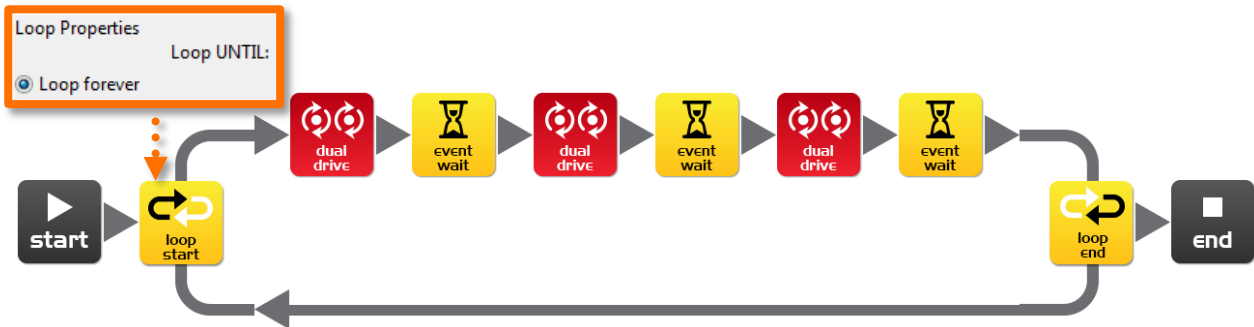 Loop Properties
Loop UNTIL:
Loop forever
start
loop
start
dual
drive
event
wait
dual
drive
event
wait
dual
drive
event
wait
loop
end
end